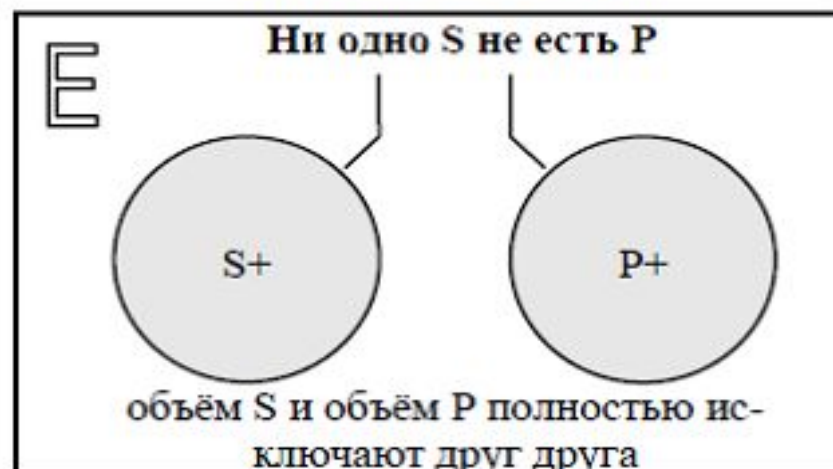 Ни одно S не есть P
E
S+
P+
объём S и объём P полностью ис-
ключают друг друга